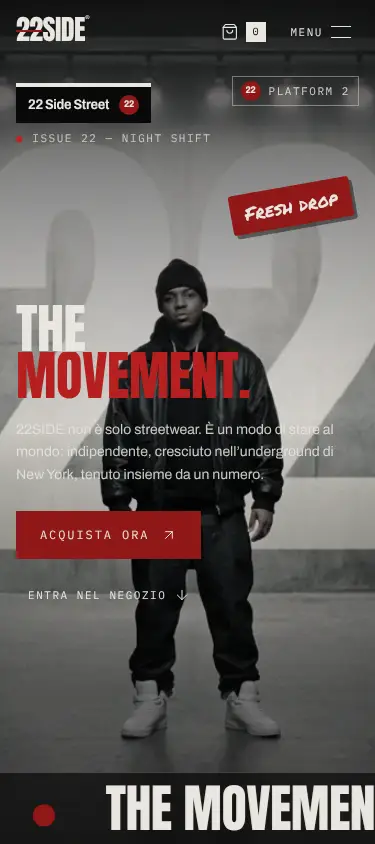 22SIDE®
0
MENU
22 Side Street 22
22 PLATFORM 2
ISSUE 22 — NIGHT SHIFT
22
FRESH DROP
THE
MOVEMENT.
22SIDE non è solo streetwear. È un modo di stare al
mondo: indipendente, cresciuto nell'underground di
New York, tenuto insieme da un numero.
ACQUISTA ORA
ENTRA NEL NEGOZIO
THE MOVEMEN